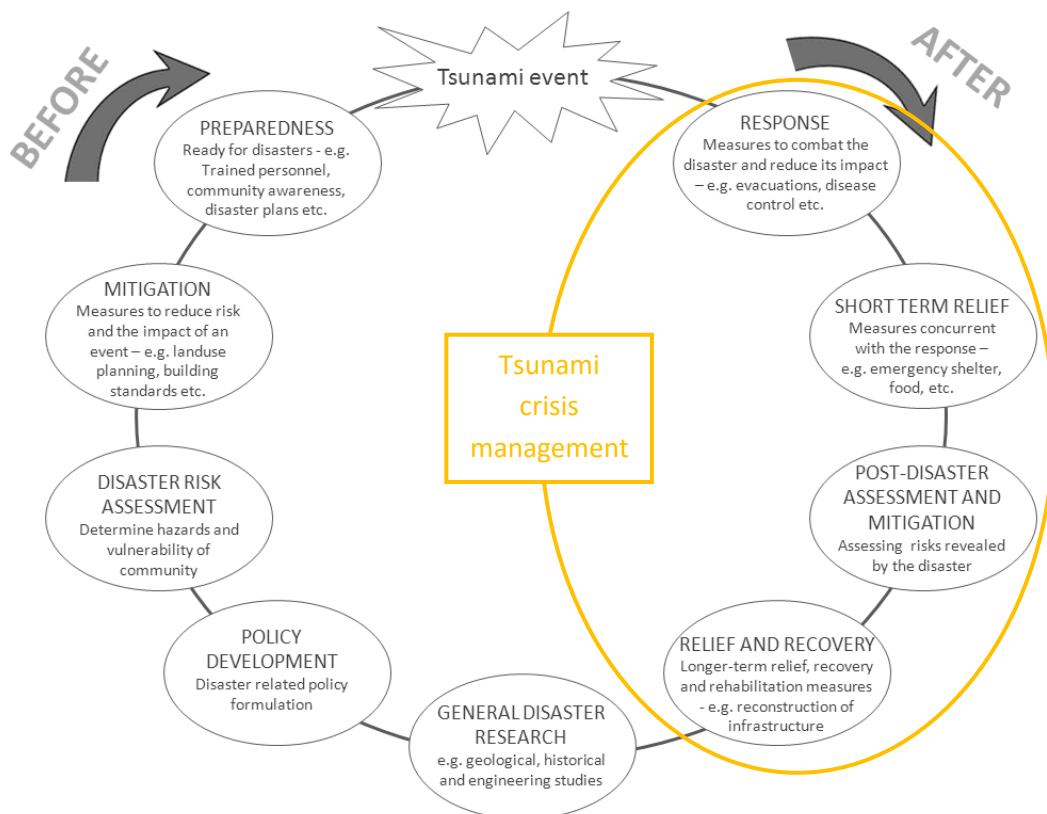 BEFORE
Tsunami event
AFTER
PREPAREDNESS
Ready for disasters - e.g.
Trained personnel,
community awareness,
disaster plans etc.
RESPONSE
Measures to combat the
disaster and reduce its impact
– e.g. evacuations, disease
control etc.
MITIGATION
Measures to reduce risk
and the impact of an
event – e.g. landuse
planning, building
standards etc.
SHORT TERM RELIEF
Measures concurrent
with the response –
e.g. emergency shelter,
food, etc.
Tsunami
crisis
management
DISASTER RISK
ASSESSMENT
Determine hazards and
vulnerability of
community
POST-DISASTER
ASSESSMENT AND
MITIGATION
Assessing risks revealed
by the disaster
POLICY
DEVELOPMENT
Disaster related policy
formulation
RELIEF AND RECOVERY
Longer-term relief, recovery
and rehabilitation measures
- e.g. reconstruction of
infrastructure
GENERAL DISASTER
RESEARCH
e.g. geological, historical
and engineering studies